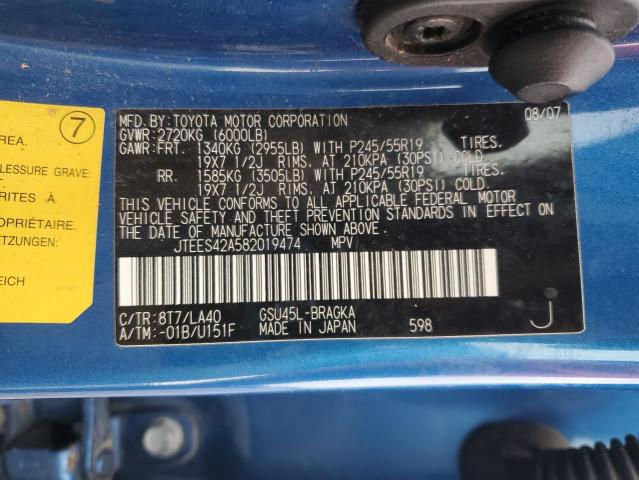 7
AREA.
LESSURE GRAVE
RITES À
PROPRIÉTAIRE.
TEZ SUIVRE
EICH
MFD. BY: TOYOTA MOTOR CORPORATION 08/07
GVWR: 2720KG (6000LB)
GAWR: FRT. 1340KG (2955LB) WITH P245/55R19 TIRES.
19X7 1/2J RIMS. AT 210KPA (30PSI) COLD.
RR. 1585KG (3505LB) WITH P245/55R19 TIRES.
19X7 1/2J RIMS. AT 210KPA (30PSI) COLD.
THIS VEHICLE CONFORMS TO ALL APPLICABLE FEDERAL MOTOR
VEHICLE SAFETY AND THEFT PREVENTION STANDARDS IN EFFECT
ON THE DATE OF MANUFACTURE SHOWN ABOVE.
JTEES42A582019474 MPV
C/TR: 8T7/LA40 GSU45L-BRAGKA
A/TM: -01B/U151F MADE IN JAPAN 598 J